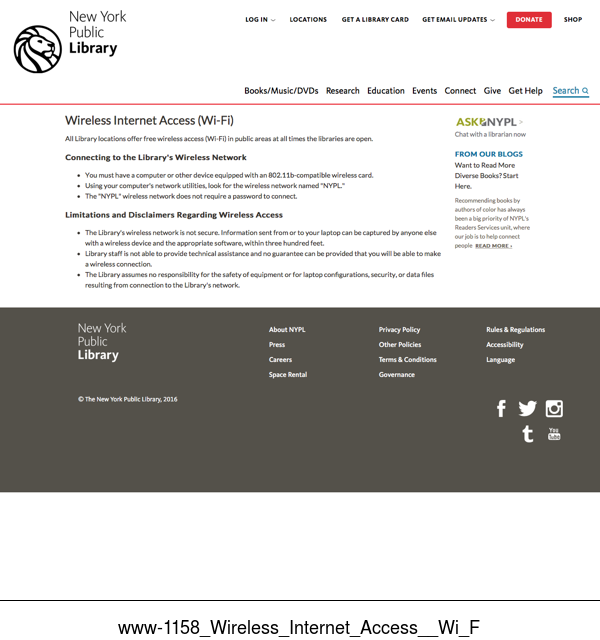 New York
Public
Library
LOG IN
LOCATIONS
GET A LIBRARY CARD
GET EMAIL UPDATES
DONATE
SHOP
Books/Music/DVDs
Research
Education
Events
Connect
Give
Get Help
Search
Wireless Internet Access (Wi-Fi)
All Library locations offer free wireless access (Wi-Fi) in public areas at all times the libraries are open.
Connecting to the Library's Wireless Network
• You must have a computer or other device equipped with an 802.11b-compatible wireless card.
• Using your computer's network utilities, look for the wireless network named "NYPL."
• The "NYPL" wireless network does not require a password to connect.
Limitations and Disclaimers Regarding Wireless Access
• The Library's wireless network is not secure. Information sent from or to your laptop can be captured by anyone else
with a wireless device and the appropriate software, within three hundred feet.
• Library staff is not able to provide technical assistance and no guarantee can be provided that you will be able to make
a wireless connection.
• The Library assumes no responsibility for the safety of equipment or for laptop configurations, security, or data files
resulting from connection to the Library's network.
ASK NYPL >
Chat with a librarian now
FROM OUR BLOGS
Want to Read More
Diverse Books? Start
Here.
Recommending books by
authors of color has always
been a big priority of NYPL's
Readers Services unit, where
our job is to help connect
people READ MORE ›
New York
Public
Library
About NYPL
Press
Careers
Space Rental
Privacy Policy
Other Policies
Terms & Conditions
Governance
Rules & Regulations
Accessibility
Language
© The New York Public Library, 2016
You
Tube
www-1158_Wireless_Internet_Access__Wi_F